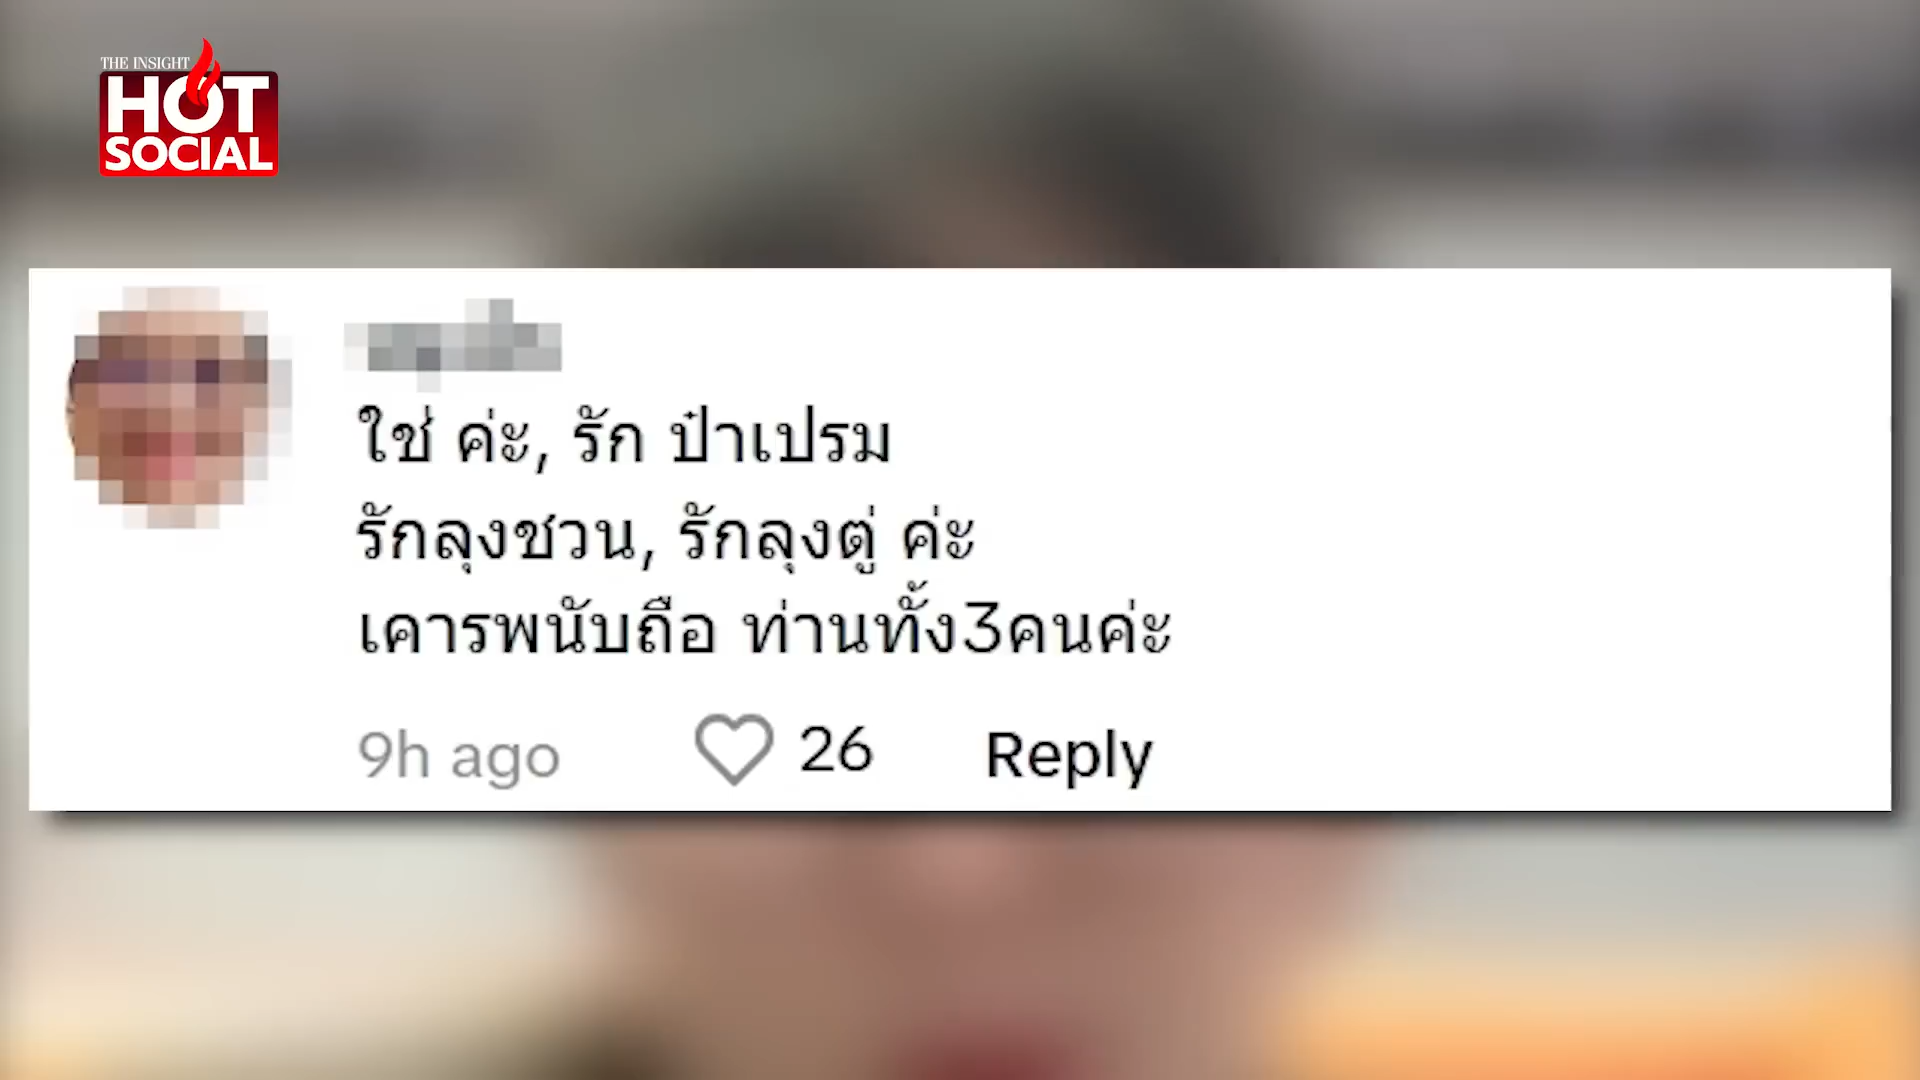 THE INSIGHT
HOT
SOCIAL
ใช่ ค่ะ, รัก ป๋าเปรม
รักลุงชวน, รักลุงตู่ ค่ะ
เคารพนับถือ ท่านทั้ง3คนค่ะ
9h ago 26 Reply